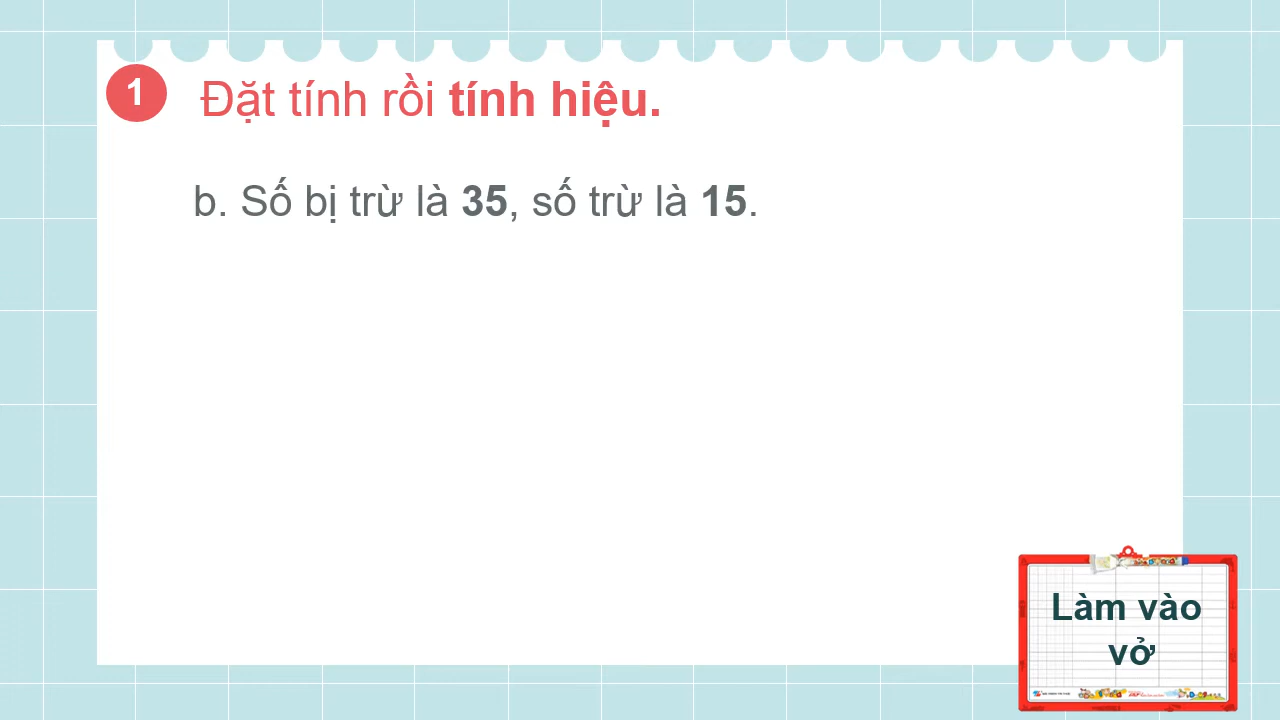 1
Đặt tính rồi tính hiệu.
b. Số bị trừ là 35, số trừ là 15.
Làm vào
vở